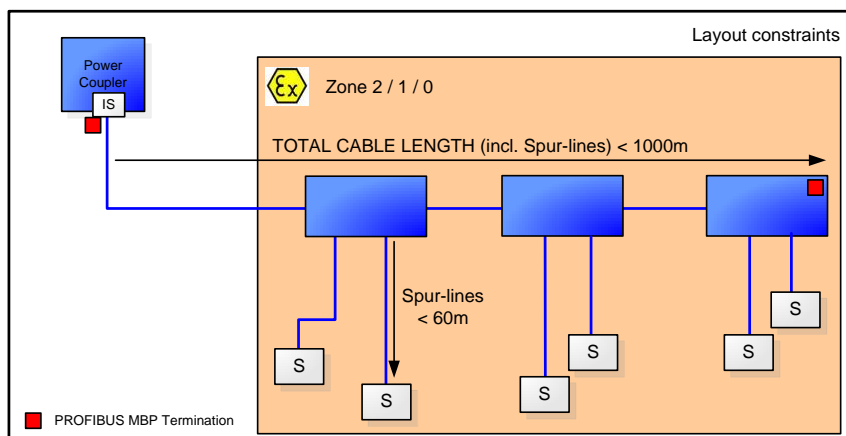 Layout constraints
Power
Coupler
IS
Ex
Zone 2 / 1 / 0
TOTAL CABLE LENGTH (incl. Spur-lines) < 1000m
Spur-lines
< 60m
S
S
S
S
S
S
PROFIBUS MBP Termination